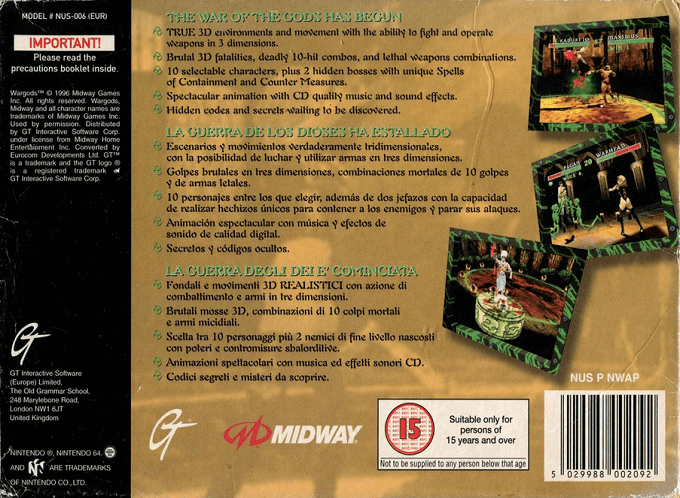 MODEL # NUS-006 (EUR)
IMPORTANT!
Please read the
precautions booklet inside.
Wargods™ © 1996 Midway Games
Inc. All rights reserved. Wargods,
Midway and all character names are
trademarks of Midway Games Inc.
Used by permission. Distributed
by GT Interactive Software Corp.
under license from Midway Home
Entertainment Inc. Converted by
Eurocom Developments Ltd. GT™
is a trademark and the GT logo ®
is a registered trademark of
GT Interactive Software Corp.
GT
GT Interactive Software
(Europe) Limited,
The Old Grammar School,
248 Marylebone Road,
London NW1 6JT
United Kingdom
NINTENDO ®, NINTENDO 64,
AND ARE TRADEMARKS
OF NINTENDO CO., LTD.
THE WAR OF THE GODS HAS BEGUN
TRUE 3D environments and movement with the ability to fight and operate
weapons in 3 dimensions.
Brutal 3D fatalities, deadly 10-hit combos, and lethal weapons combinations.
10 selectable characters, plus 2 hidden bosses with unique Spells
of Containment and Counter Measures.
Spectacular animation with CD quality music and sound effects.
Hidden codes and secrets waiting to be discovered.
LA GUERRA DE LOS DIOSES HA ESTALLADO
Escenarios y movimientos verdaderamente tridimensionales,
con la posibilidad de luchar y utilizar armas en tres dimensiones.
Golpes brutales en tres dimensiones, combinaciones mortales de 10 golpes
y de armas letales.
10 personajes entre los que elegir, además de dos jefazos con la capacidad
de realizar hechizos únicos para contener a los enemigos y parar sus ataques.
Animación espectacular con música y efectos de
sonido de calidad digital.
Secretos y códigos ocultos.
LA GUERRA DEGLI DEI E' COMINCIATA
Fondali e movimenti 3D REALISTICI con azione di
combattimento e armi in tre dimensioni.
Brutali mosse 3D, combinazioni di 10 colpi mortali
e armi micidiali.
Scelta tra 10 personaggi più 2 nemici di fine livello nascosti
con poteri e contromisure sbalorditive.
Animazioni spettacolari con musica ed effetti sonori CD.
Codici segreti e misteri da scoprire.
MAXIMUS
WARHEAD
29
GT
MIDWAY
15
Suitable only for
persons of
15 years and over
Not to be supplied to any person below that age
NUS P NWAP
5 029988 002092